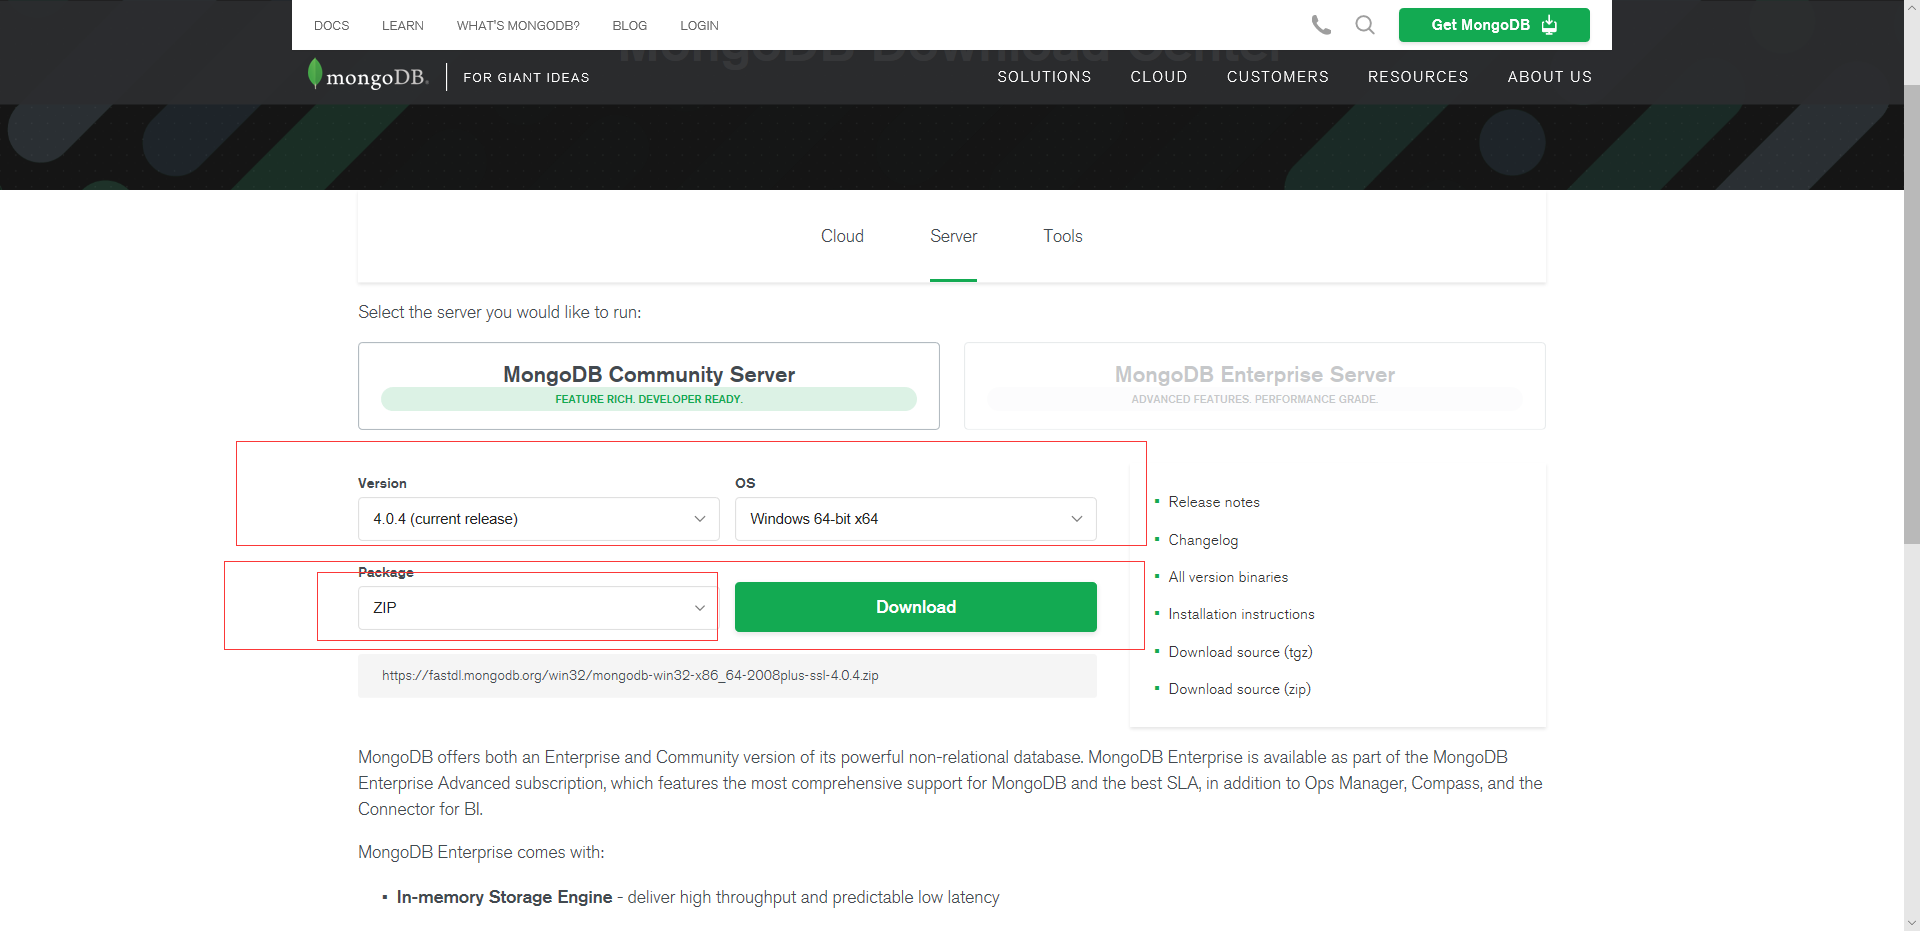 DOCS LEARN WHAT'S MONGODB? BLOG LOGIN Get MongoDB
MongoDB Download Center
mongoDB. FOR GIANT IDEAS SOLUTIONS CLOUD CUSTOMERS RESOURCES ABOUT US
Cloud Server Tools
Select the server you would like to run:
MongoDB Community Server
FEATURE RICH. DEVELOPER READY.
MongoDB Enterprise Server
ADVANCED FEATURES. PERFORMANCE GRADE.
Version OS
4.0.4 (current release) Windows 64-bit x64
Package
ZIP Download
https://fastdl.mongodb.org/win32/mongodb-win32-x86_64-2008plus-ssl-4.0.4.zip
Release notes
Changelog
All version binaries
Installation instructions
Download source (tgz)
Download source (zip)
MongoDB offers both an Enterprise and Community version of its powerful non-relational database. MongoDB Enterprise is available as part of the MongoDB
Enterprise Advanced subscription, which features the most comprehensive support for MongoDB and the best SLA, in addition to Ops Manager, Compass, and the
Connector for BI.
MongoDB Enterprise comes with:
▪ In-memory Storage Engine - deliver high throughput and predictable low latency